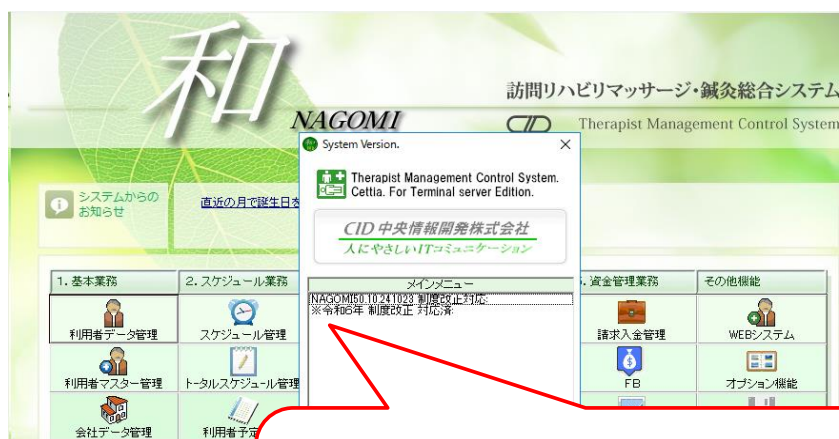 和
NAGOMI
訪問リハビリマッサージ・鍼灸総合システム
Therapist Management Control System
System Version.
Therapist Management Control System.
Cettia. For Terminal server Edition.
CID 中央情報開発株式会社
人にやさしいITコミュニケーション
システムからの
お知らせ
直近の月で誕生日を
メインメニュー
NAGOMI50.10.241023 制度改正対応:
※令和6年 制度改正 対応済:
1. 基本業務
2. スケジュール業務
. 資金管理業務
その他機能
利用者データ管理
スケジュール管理
請求入金管理
WEBシステム
利用者マスター管理
トータルスケジュール管理
FB
オプション機能
会社データ管理
利用者予定